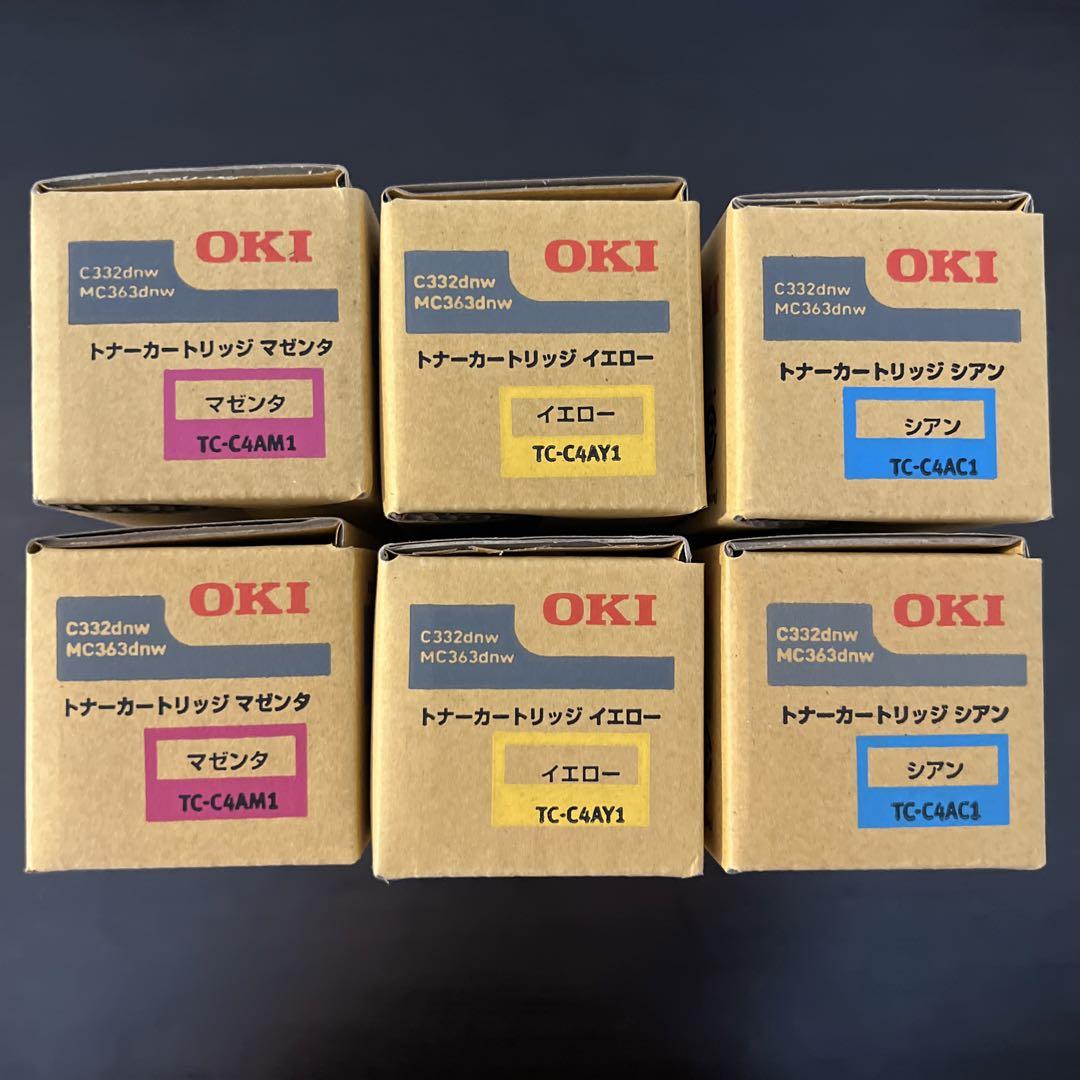 OKI
C332dnw
MC363dnw
トナーカートリッジ マゼンタ
マゼンタ
TC-C4AM1
OKI
C332dnw
MC363dnw
トナーカートリッジ イエロー
イエロー
TC-C4AY1
OKI
C332dnw
MC363dnw
トナーカートリッジ シアン
シアン
TC-C4AC1
OKI
C332dnw
MC363dnw
トナーカートリッジ マゼンタ
マゼンタ
TC-C4AM1
OKI
C332dnw
MC363dnw
トナーカートリッジ イエロー
イエロー
TC-C4AY1
OKI
C332dnw
MC363dnw
トナーカートリッジ シアン
シアン
TC-C4AC1